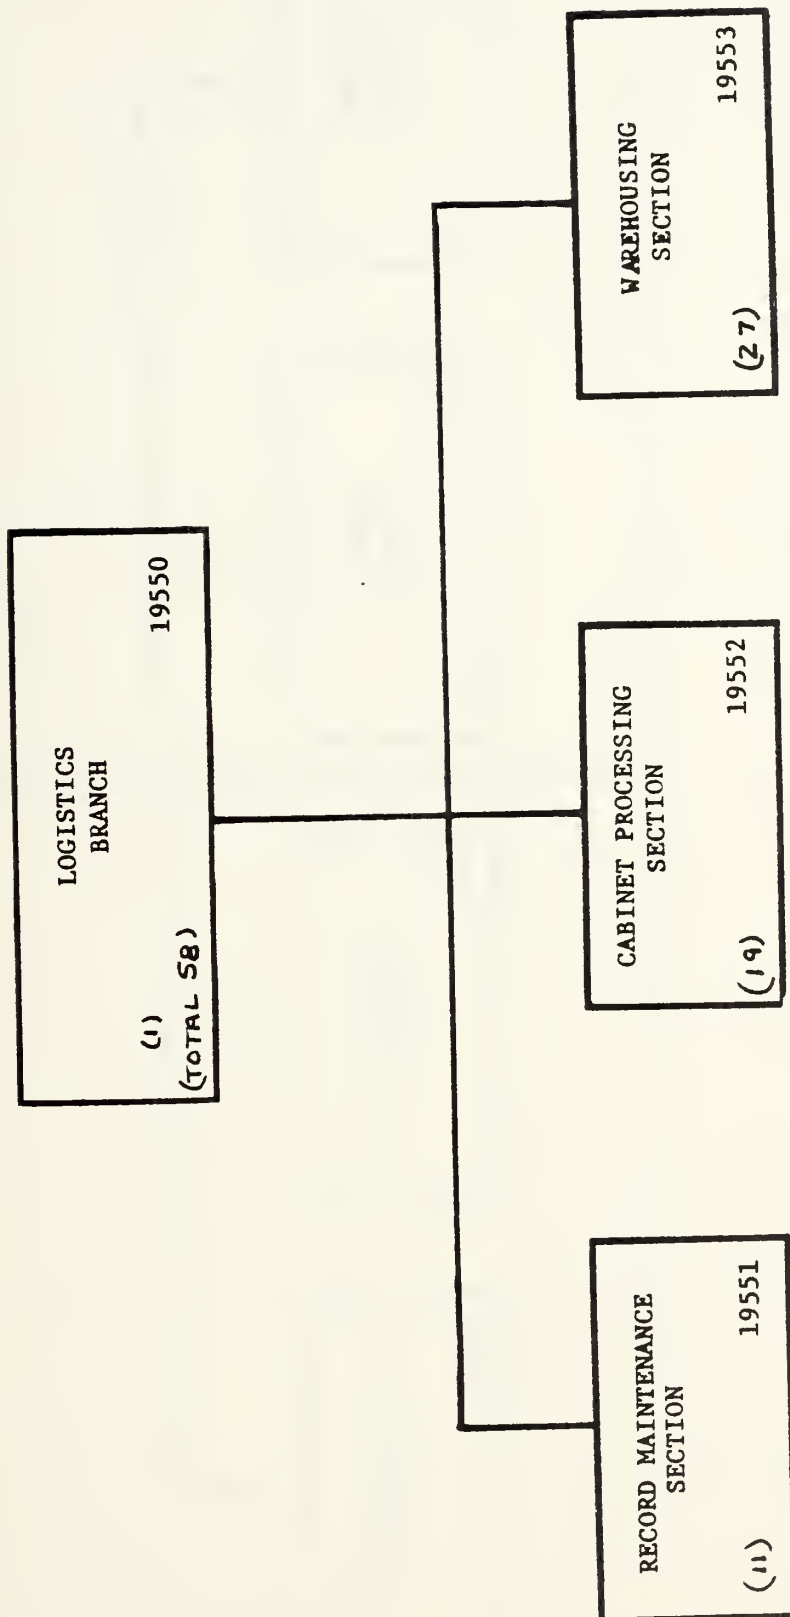 LOGISTICS
BRANCH
19550
(1)
(TOTAL 58)
RECORD MAINTENANCE
SECTION
19551
(11)
CABINET PROCESSING
SECTION
19552
(19)
WAREHOUSING
SECTION
19553
(27)